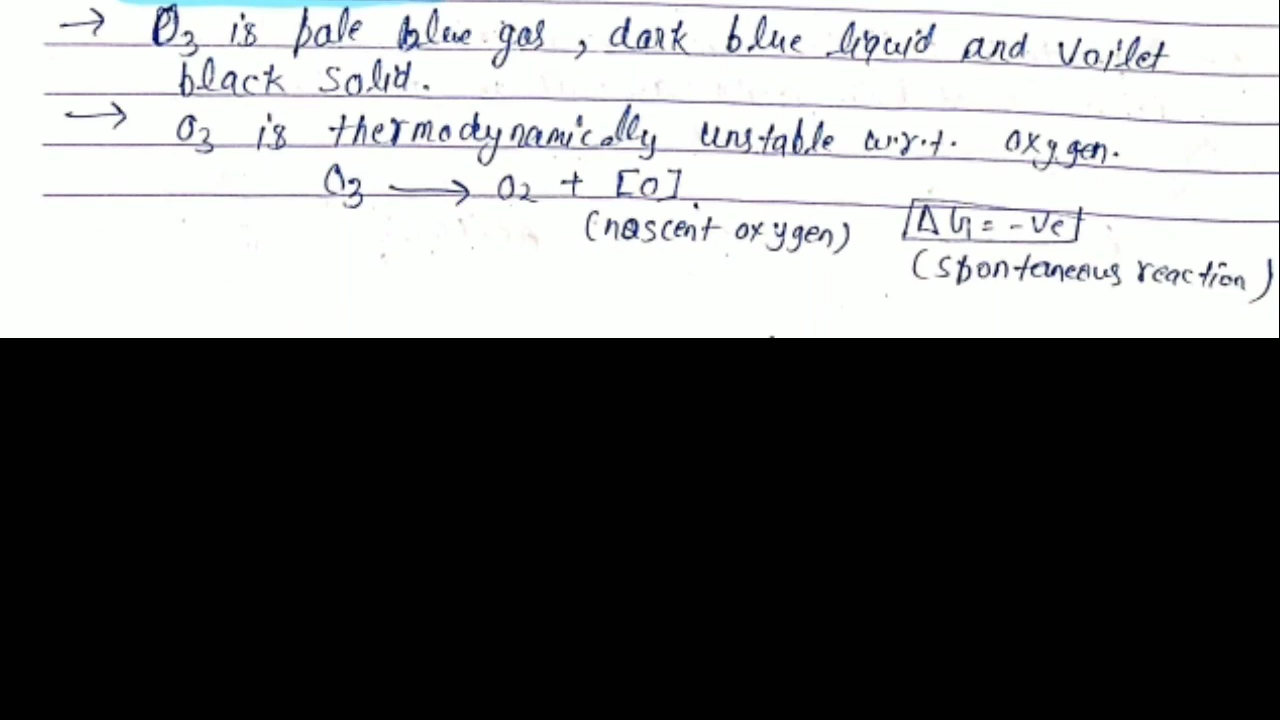 → O3 is pale blue gas, dark blue liquid and Voilet
black solid.
→ O3 is thermodynamically unstable w.r.t. oxygen.
O3 → O2 + [O]
(nascent oxygen) ΔG = -Ve
(spontaneous reaction)